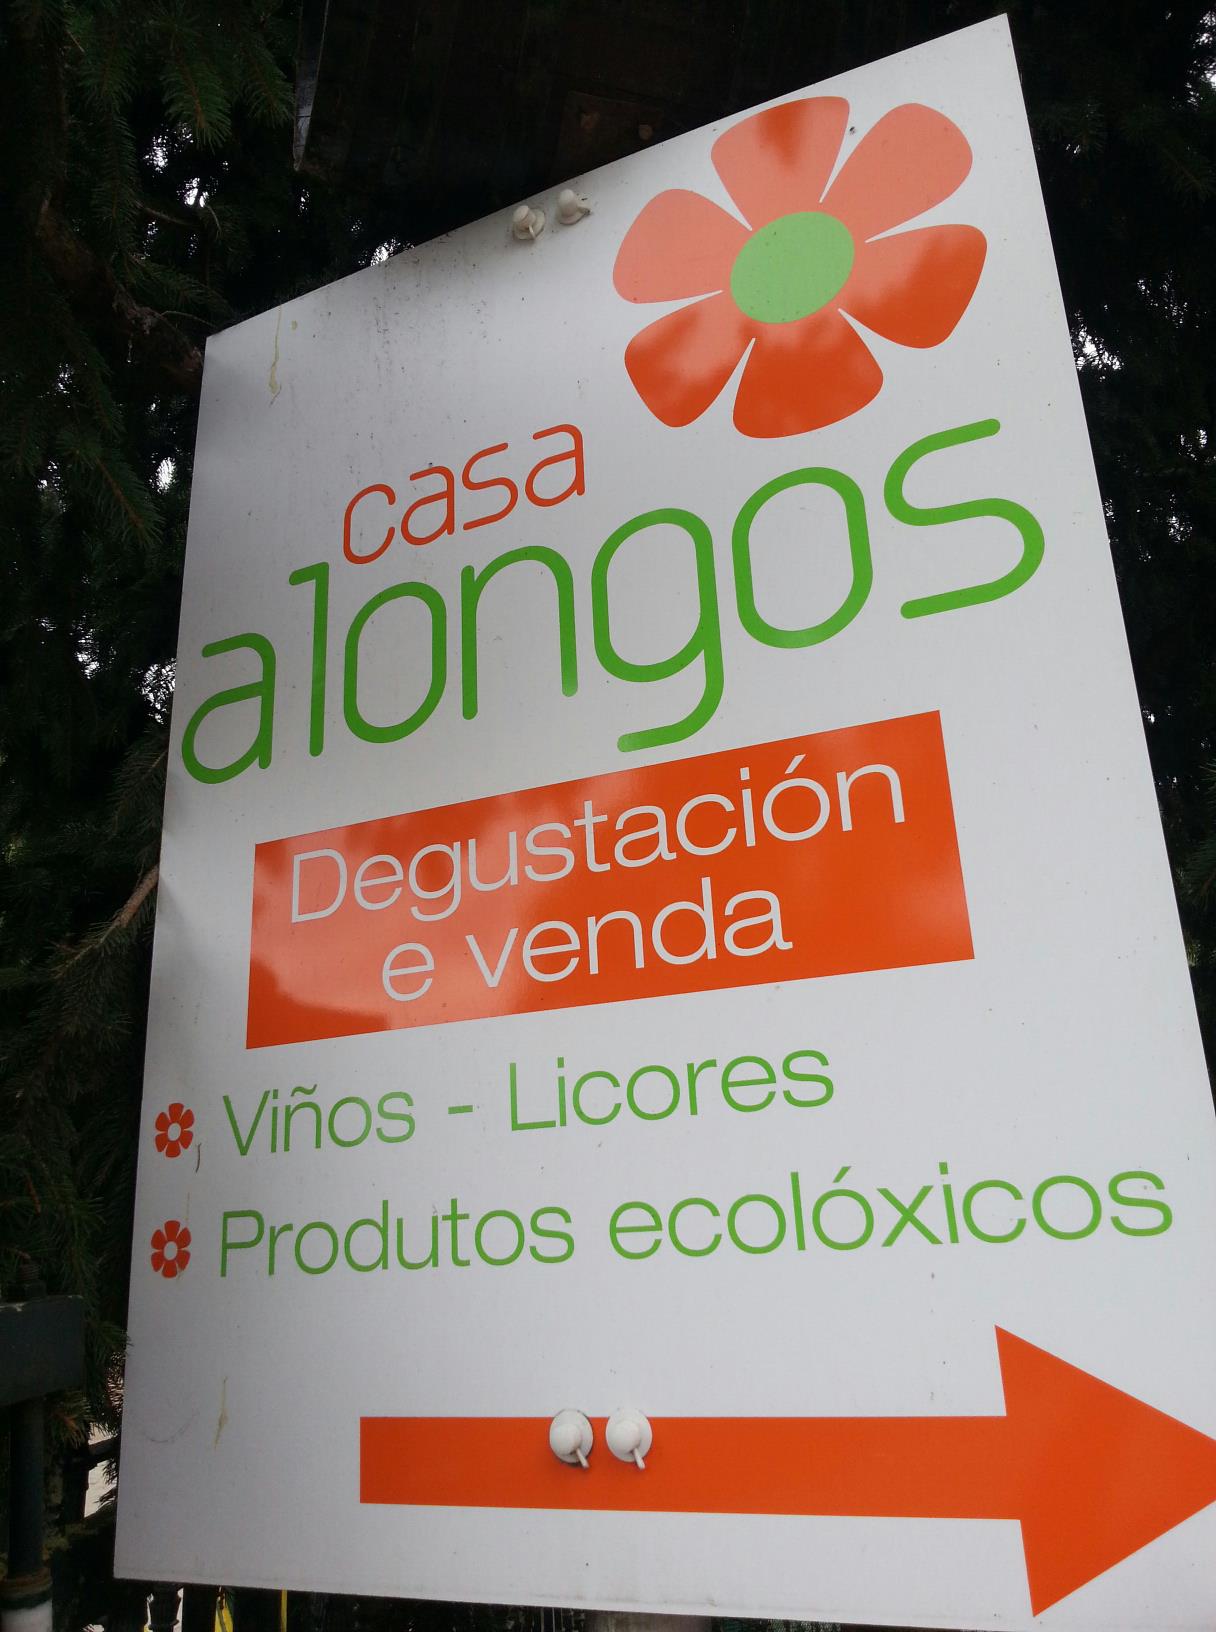 casa
alongos
Degustación
e venda
Viños - Licores
Produtos ecolóxicos